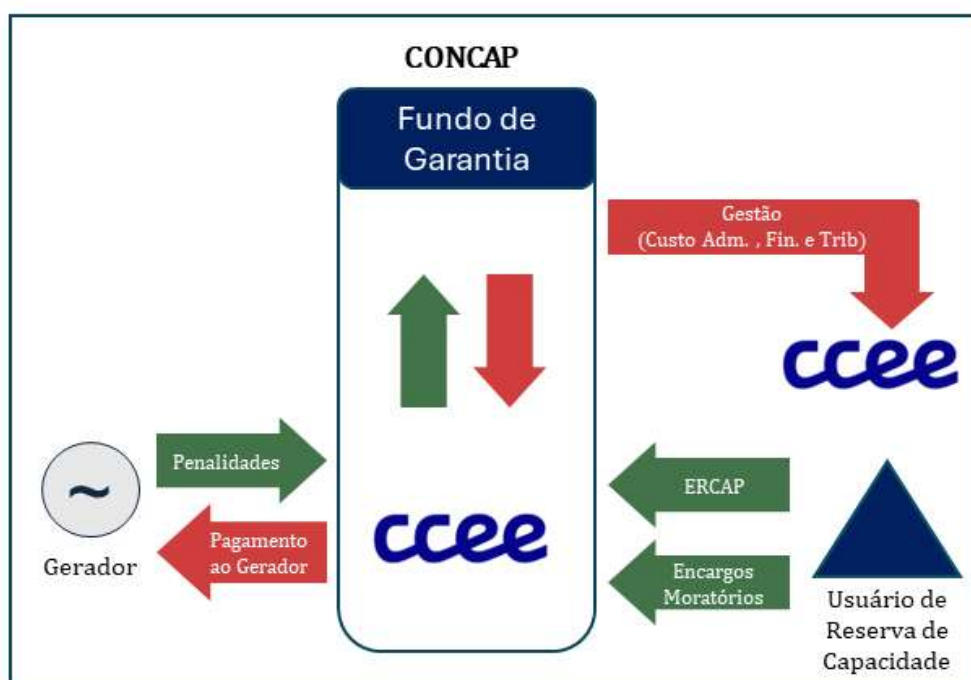 CONCAP
Fundo de
Garantia
Gestão
(Custo Adm. , Fin. e Trib)
ccee
Penalidades
ERCAP
~
ccee
Pagamento
ao Gerador
Encargos
Moratórios
Gerador
Usuário de
Reserva de
Capacidade